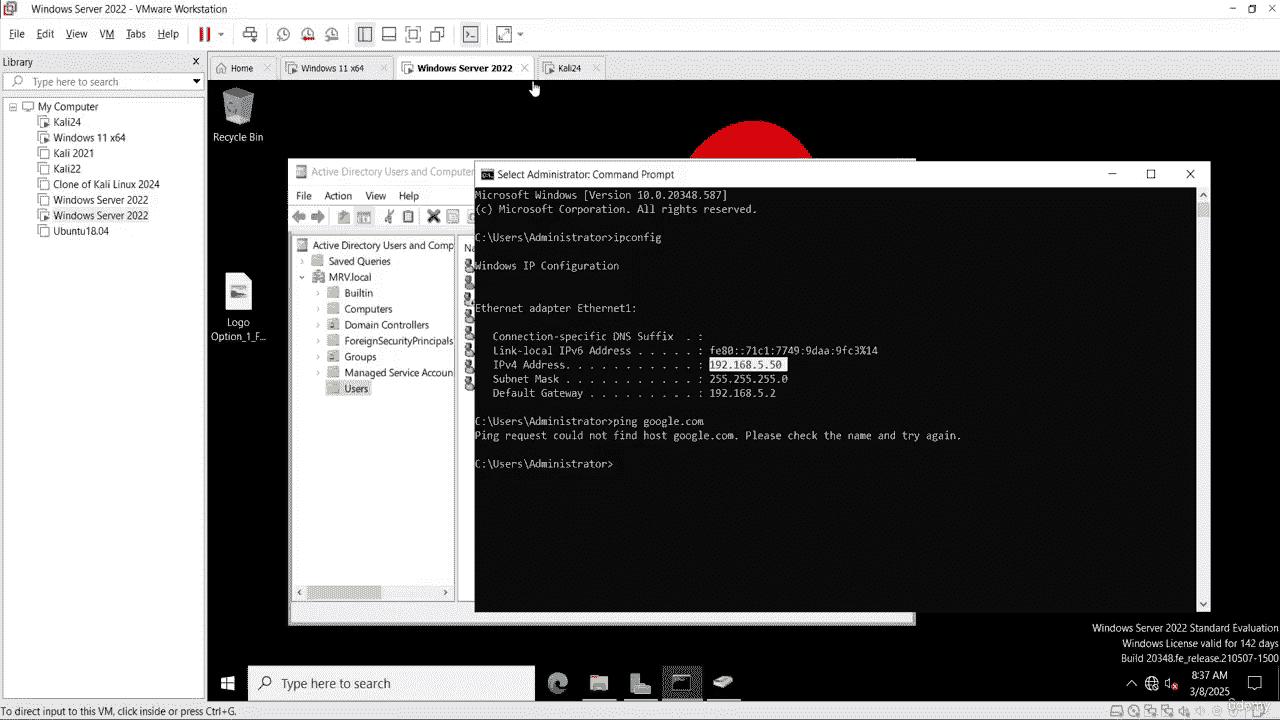 Windows Server 2022 - VMware Workstation
File Edit View VM Tabs Help
Library
Type here to search
My Computer
Kali24
Windows 11 x64
Kali 2021
Kali22
Clone of Kali Linux 2024
Windows Server 2022
Windows Server 2022
Ubuntu18.04
Home
Windows 11 x64
Windows Server 2022
Kali24
Recycle Bin
Logo
Option_1_F...
Active Directory Users and Computer
File Action View Help
Active Directory Users and Comp
Saved Queries
MRV.local
Builtin
Computers
Domain Controllers
ForeignSecurityPrincipals
Groups
Managed Service Accoun
Users
Select Administrator: Command Prompt
Microsoft Windows [Version 10.0.20348.587]
(c) Microsoft Corporation. All rights reserved.
C:\Users\Administrator>ipconfig
Windows IP Configuration
Ethernet adapter Ethernet1:
Connection-specific DNS Suffix . :
Link-local IPv6 Address . . . . . : fe80::71c1:7749:9daa:9fc3%14
IPv4 Address. . . . . . . . . . . : 192.168.5.50
Subnet Mask . . . . . . . . . . . : 255.255.255.0
Default Gateway . . . . . . . . . : 192.168.5.2
C:\Users\Administrator>ping google.com
Ping request could not find host google.com. Please check the name and try again.
C:\Users\Administrator>
Windows Server 2022 Standard Evaluation
Windows License valid for 142 days
Build 20348.fe_release.210507-1500
Type here to search
8:37 AM
3/8/2025
To direct input to this VM, click inside or press Ctrl+G.